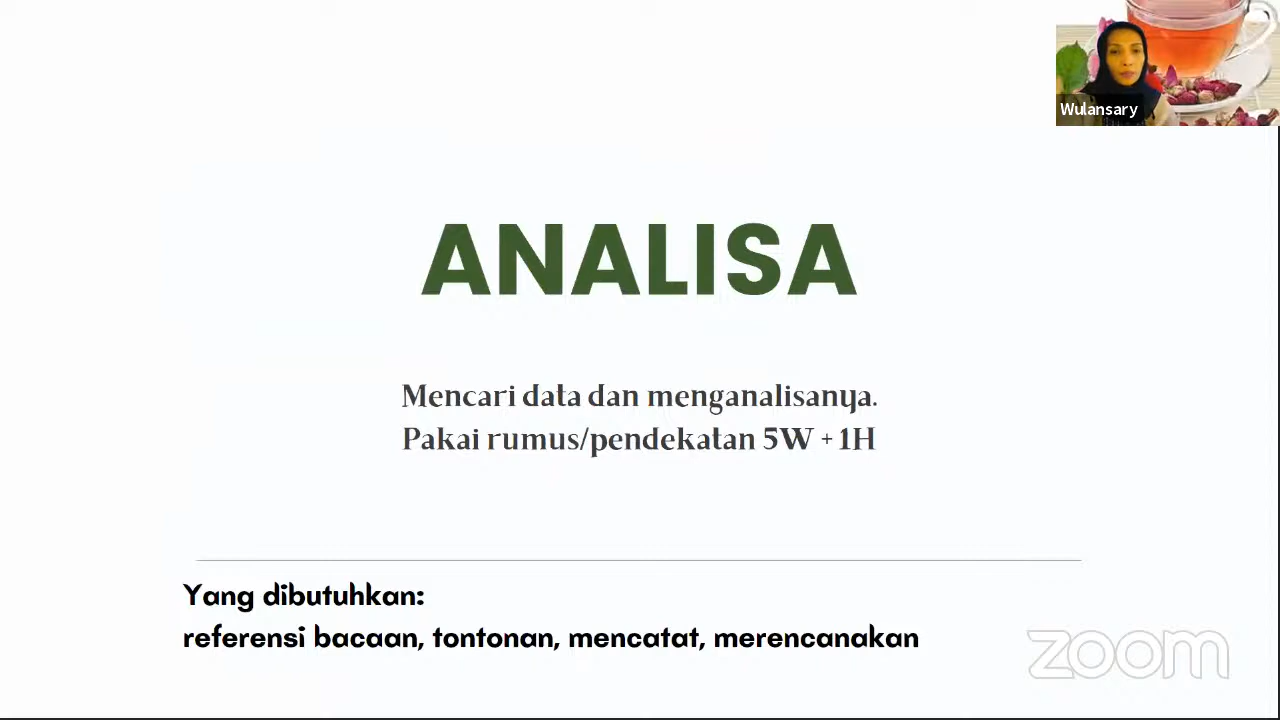 Wulansary
ANALISA
Mencari data dan menganalisanya.
Pakai rumus/pendekatan 5W + 1H
Yang dibutuhkan:
referensi bacaan, tontonan, mencatat, merencanakan
zoom